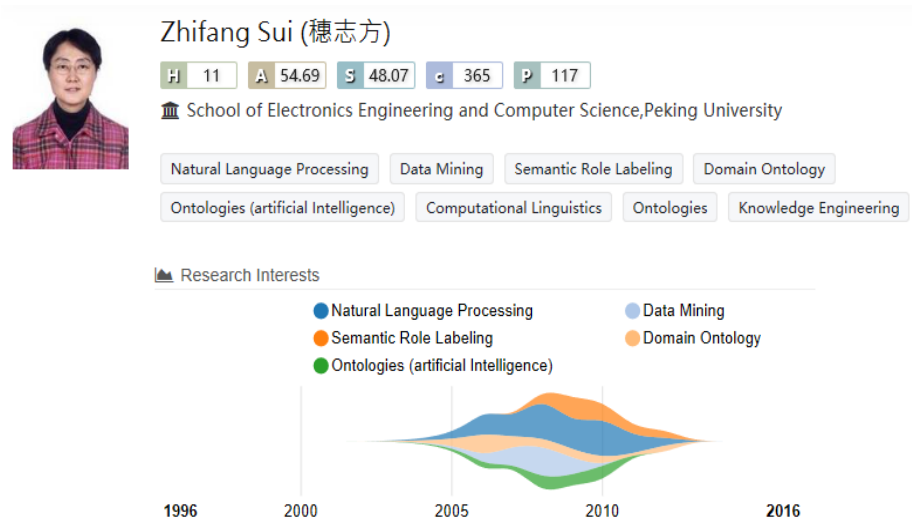 Zhifang Sui (穗志方)
H 11 A 54.69 S 48.07 c 365 P 117
School of Electronics Engineering and Computer Science,Peking University
Natural Language Processing Data Mining Semantic Role Labeling Domain Ontology
Ontologies (artificial Intelligence) Computational Linguistics Ontologies Knowledge Engineering
Research Interests
Natural Language Processing Data Mining
Semantic Role Labeling Domain Ontology
Ontologies (artificial Intelligence)
1996 2000 2005 2010 2016